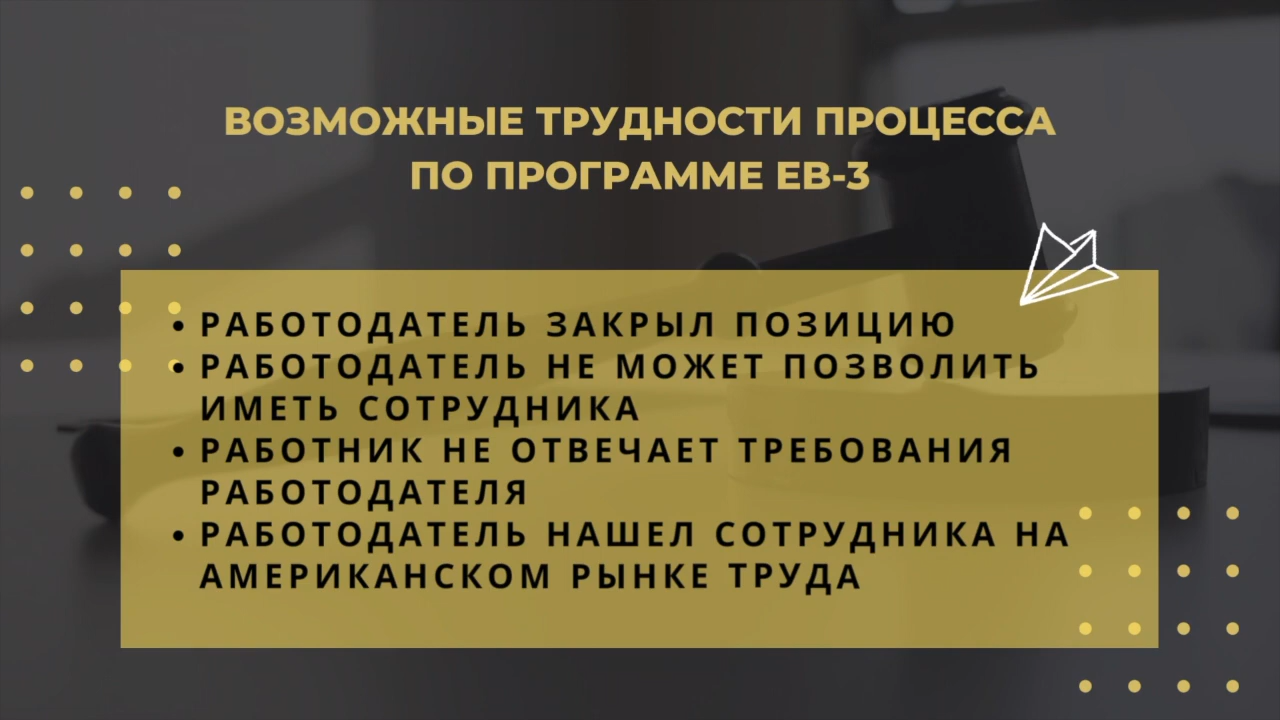 ВОЗМОЖНЫЕ ТРУДНОСТИ ПРОЦЕССА
ПО ПРОГРАММЕ ЕВ-3
• РАБОТОДАТЕЛЬ ЗАКРЫЛ ПОЗИЦИЮ
• РАБОТОДАТЕЛЬ НЕ МОЖЕТ ПОЗВОЛИТЬ
ИМЕТЬ СОТРУДНИКА
• РАБОТНИК НЕ ОТВЕЧАЕТ ТРЕБОВАНИЯ
РАБОТОДАТЕЛЯ
• РАБОТОДАТЕЛЬ НАШЕЛ СОТРУДНИКА НА
АМЕРИКАНСКОМ РЫНКЕ ТРУДА